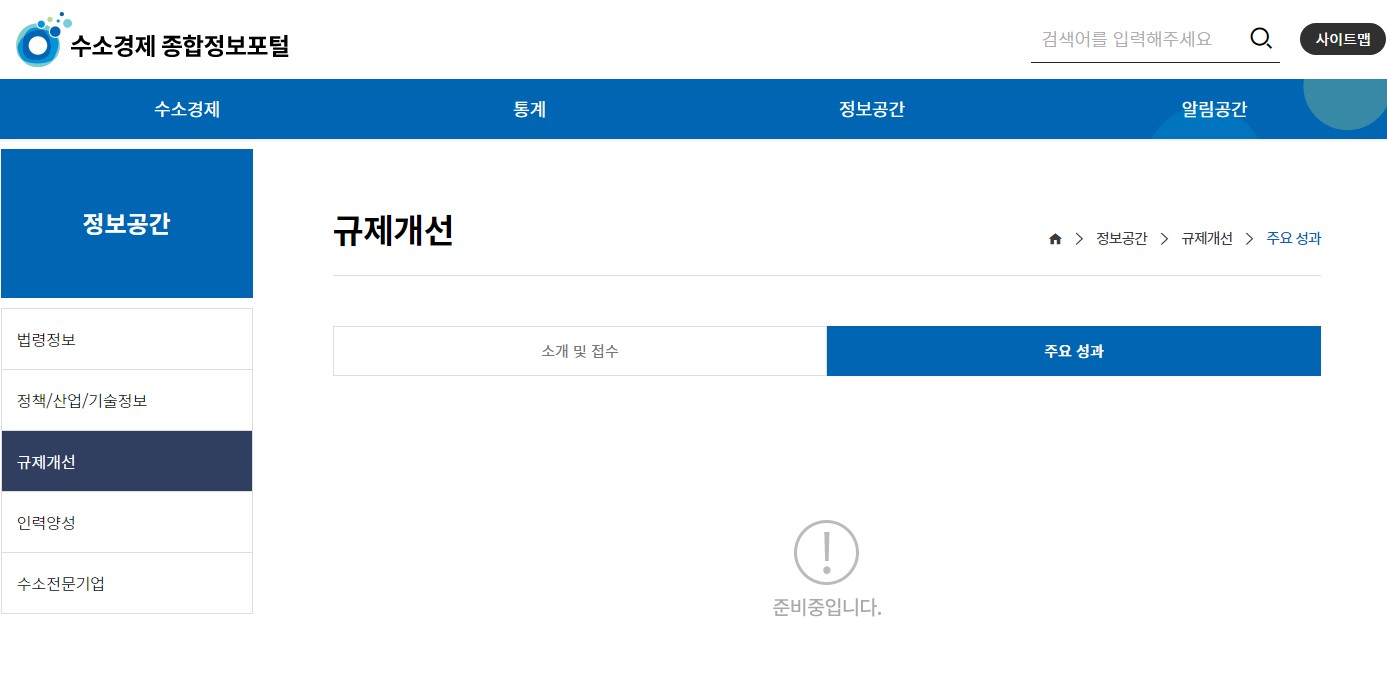 수소경제 종합정보포털
검색어를 입력해주세요
사이트맵
수소경제 통계 정보공간 알림공간
정보공간
법령정보
정책/산업/기술정보
규제개선
인력양성
수소전문기업
규제개선
정보공간 > 규제개선 > 주요 성과
소개 및 접수 주요 성과
준비중입니다.